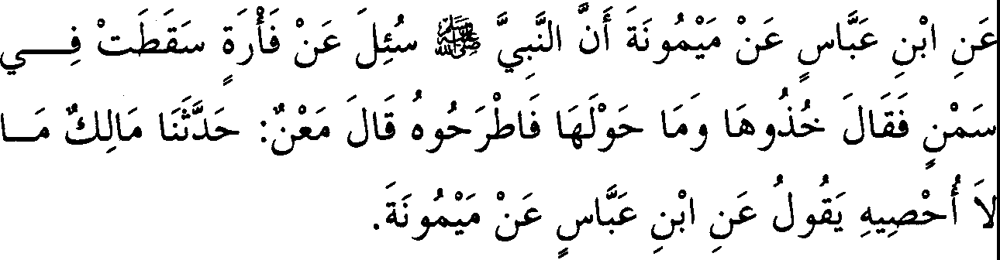 عَنِ ابْنِ عَبَّاسٍ عَنْ مَيْمُونَةَ أَنَّ النَّبِيَّ ﷺ سُئِلَ عَنْ فَأْرَةٍ سَقَطَتْ فِي
سَمْنٍ فَقَالَ خُذُوهَا وَمَا حَوْلَهَا فَاطْرَحُوهُ قَالَ مَعْنٌ: حَدَّثَنَا مَالِكٌ مَا
لاَ أُحْصِيهِ يَقُولُ عَنِ ابْنِ عَبَّاسٍ عَنْ مَيْمُونَةَ.